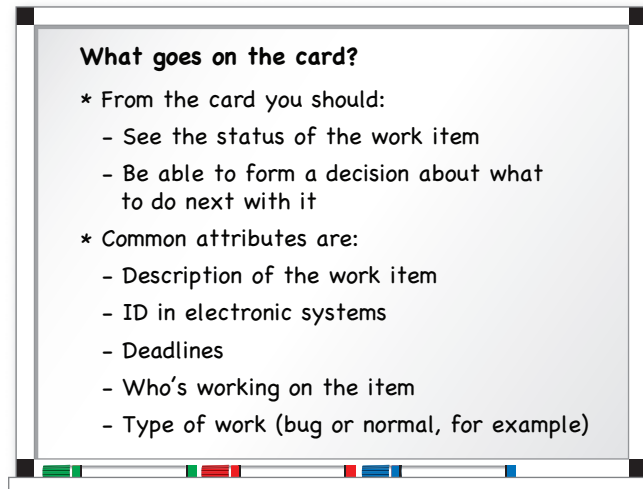 What goes on the card?
* From the card you should:
– See the status of the work item
– Be able to form a decision about what
to do next with it
* Common attributes are:
– Description of the work item
– ID in electronic systems
– Deadlines
– Who's working on the item
– Type of work (bug or normal, for example)